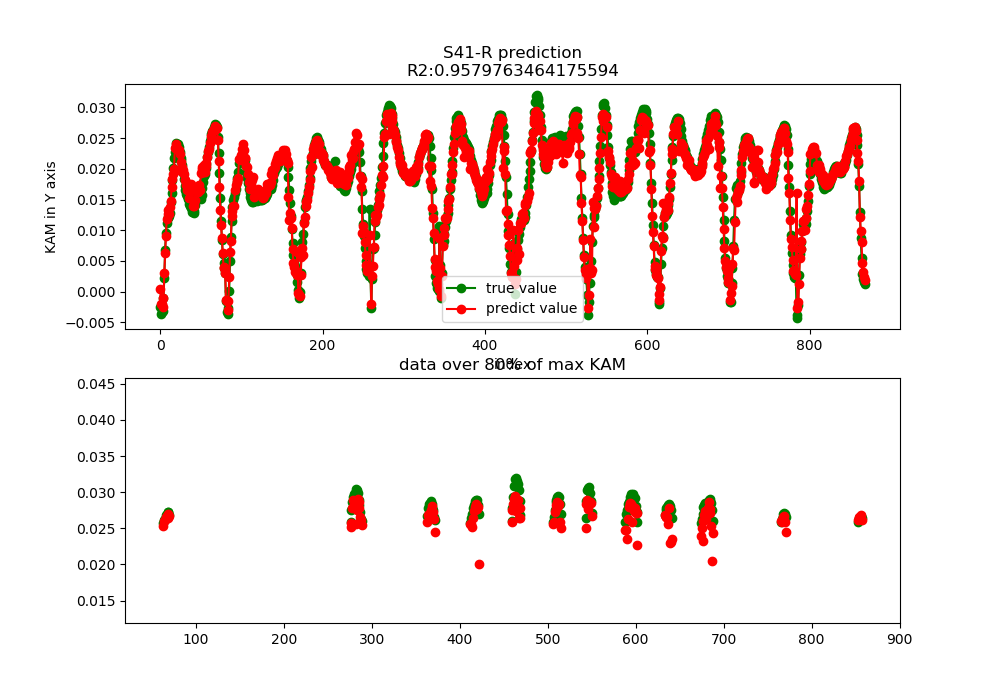 S41-R prediction
R2:0.9579763464175594
KAM in Y axis
0.030
0.025
0.020
0.015
0.010
0.005
0.000
−0.005
true value
predict value
0 200 400 600 800
index
data over 80% of max KAM
0.045
0.040
0.035
0.030
0.025
0.020
0.015
100 200 300 400 500 600 700 800 900